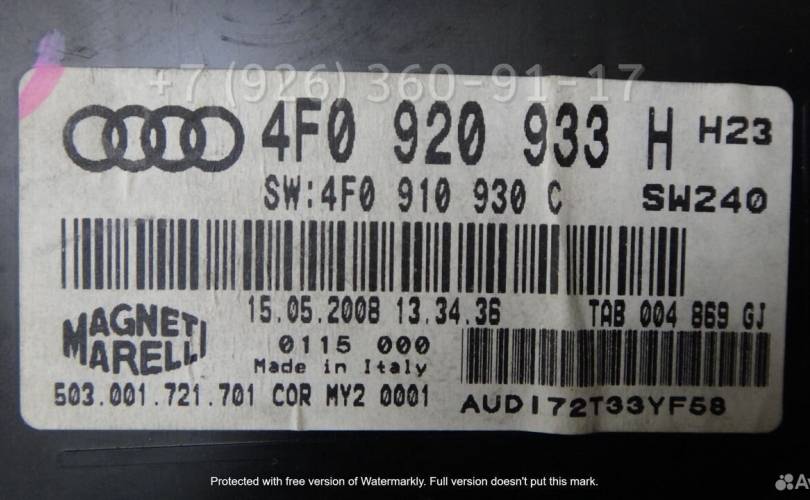 +7 (926) 360-91-17
4F0 920 933 H H23
SW:4F0 910 930 C SW240
15.05.2008 13.34.36 TAB 004 869 GJ
MAGNETI
MARELLI
0115 000
Made in Italy
503.001.721.701 COR MY2 0001
AUDI72T33YF58
Protected with free version of Watermarkly. Full version doesn't put this mark.